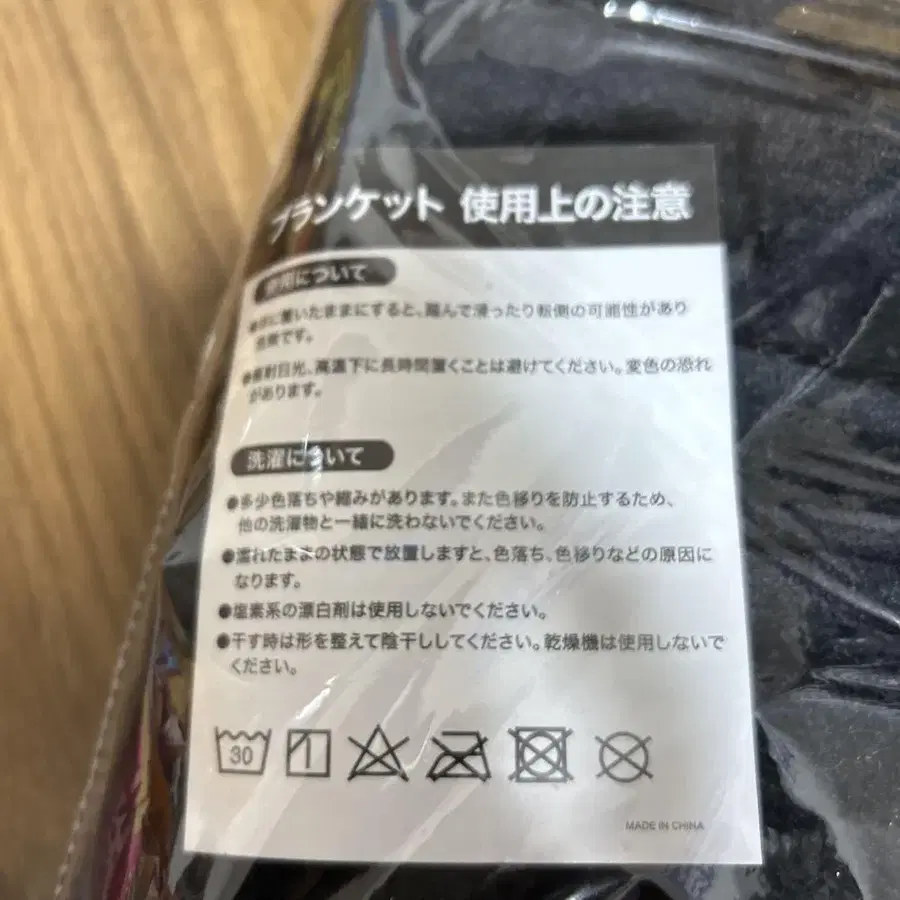 ブランケット 使用上の注意
使用について
●床に置いたままにすると、踏んで滑ったり転倒の可能性があり
危険です。
●直射日光、高温下に長時間置くことは避けてください。変色の恐れ
があります。
洗濯について
●多少色落ちや縮みがあります。また色移りを防止するため、
他の洗濯物と一緒に洗わないでください。
●濡れたままの状態で放置しますと、色落ち、色移りなどの原因に
なります。
●塩素系の漂白剤は使用しないでください。
●干す時は形を整えて陰干ししてください。乾燥機は使用しないで
ください。
30
MADE IN CHINA